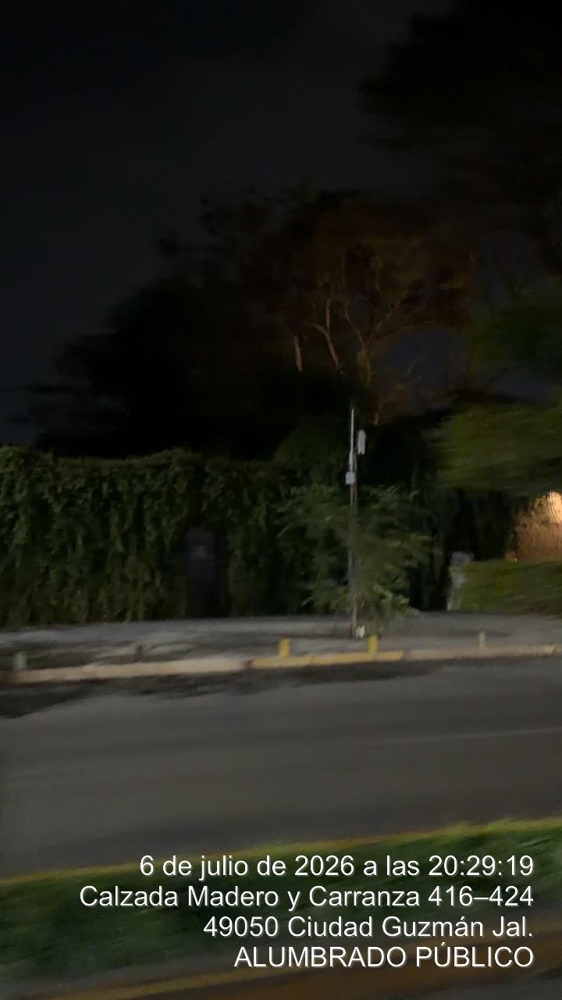 6 de julio de 2026 a las 20:29:19
Calzada Madero y Carranza 416–424
49050 Ciudad Guzmán Jal.
ALUMBRADO PÚBLICO